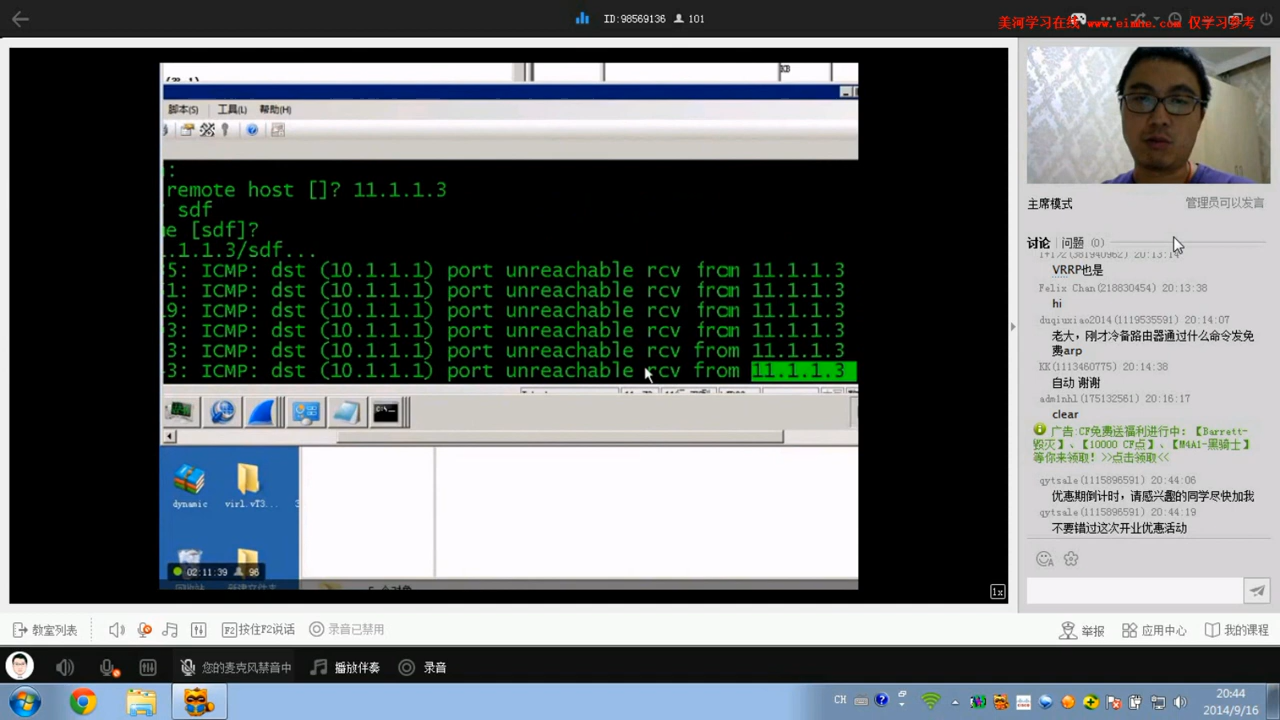 ID:98569136 101
美河学习在线 www.eimhe.com 仅学习参考
脚本(S) 工具(L) 帮助(H)
remote host []? 11.1.1.3
sdf
e [sdf]?
.1.1.3/sdf...
5: ICMP: dst (10.1.1.1) port unreachable rcv from 11.1.1.3
1: ICMP: dst (10.1.1.1) port unreachable rcv from 11.1.1.3
9: ICMP: dst (10.1.1.1) port unreachable rcv from 11.1.1.3
3: ICMP: dst (10.1.1.1) port unreachable rcv from 11.1.1.3
3: ICMP: dst (10.1.1.1) port unreachable rcv from 11.1.1.3
3: ICMP: dst (10.1.1.1) port unreachable rcv from 11.1.1.3
dynamic virl.vT3...
02:11:39 96
1x
主席模式 管理员可以发言
讨论 问题 (0)
VRRP也是
Felix Chan(218830454) 20:13:38
hi
duqiuxiao2014(1119535591) 20:14:07
老大，刚才冷备路由器通过什么命令发免
费arp
KK(1113460775) 20:14:38
自动 谢谢
adm1nhl(175132561) 20:16:17
clear
广告:CF免费送福利进行中：【Barrett-
毁灭】、【10000 CF点】、【M4A1-黑骑士】
等你来领取！>>点击领取<<
qytsale(1115896591) 20:44:06
优惠期倒计时，请感兴趣的同学尽快加我
qytsale(1115896591) 20:44:19
不要错过这次开业优惠活动
教室列表 F2 按住F2说话 录音已禁用 举报 应用中心 我的课程
您的麦克风禁音中 播放伴奏 录音
CH 20:44
2014/9/16